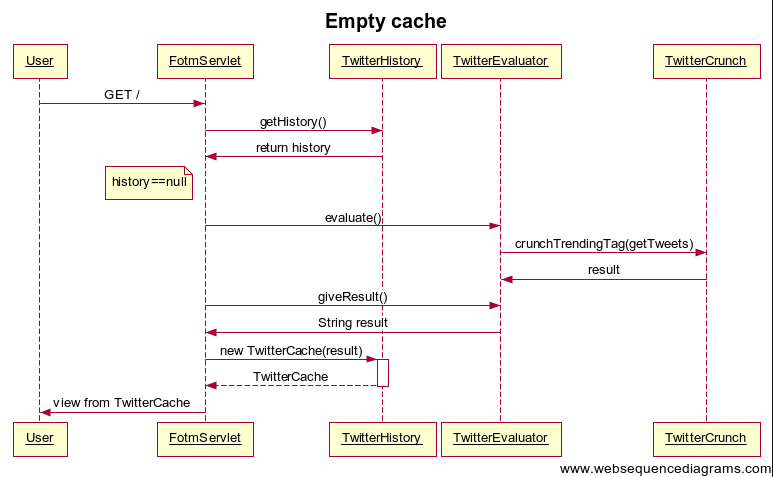 Empty cache
User
FotmServlet
TwitterHistory
TwitterEvaluator
TwitterCrunch
GET /
getHistory()
return history
history==null
evaluate()
crunchTrendingTag(getTweets)
result
giveResult()
String result
new TwitterCache(result)
TwitterCache
view from TwitterCache
User
FotmServlet
TwitterHistory
TwitterEvaluator
TwitterCrunch
www.websequencediagrams.com